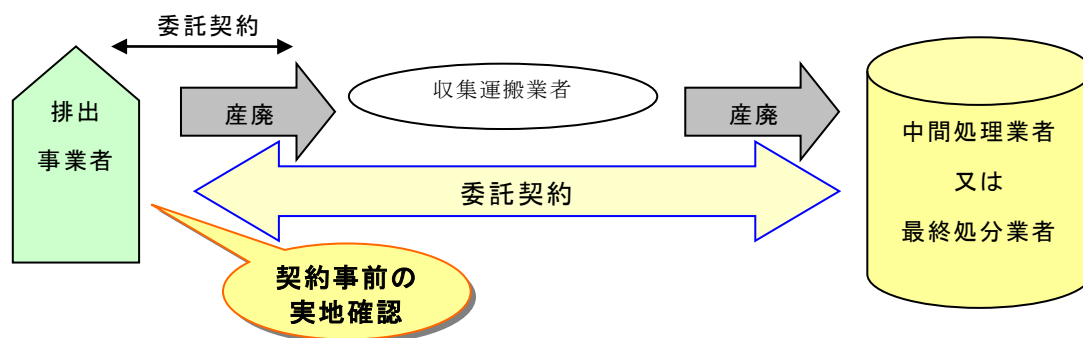 委託契約
排出
事業者
産廃
収集運搬業者
産廃
中間処理業者
又は
最終処分業者
委託契約
契約事前の
実地確認